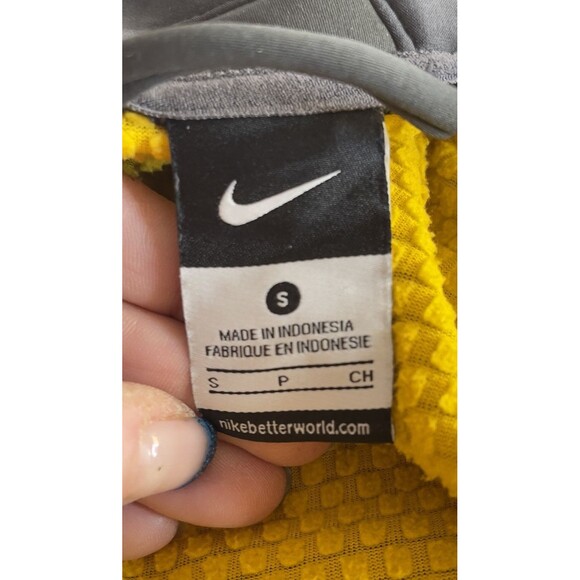 S
MADE IN INDONESIA
FABRIQUE EN INDONESIE
S P CH
nikebetterworld.com